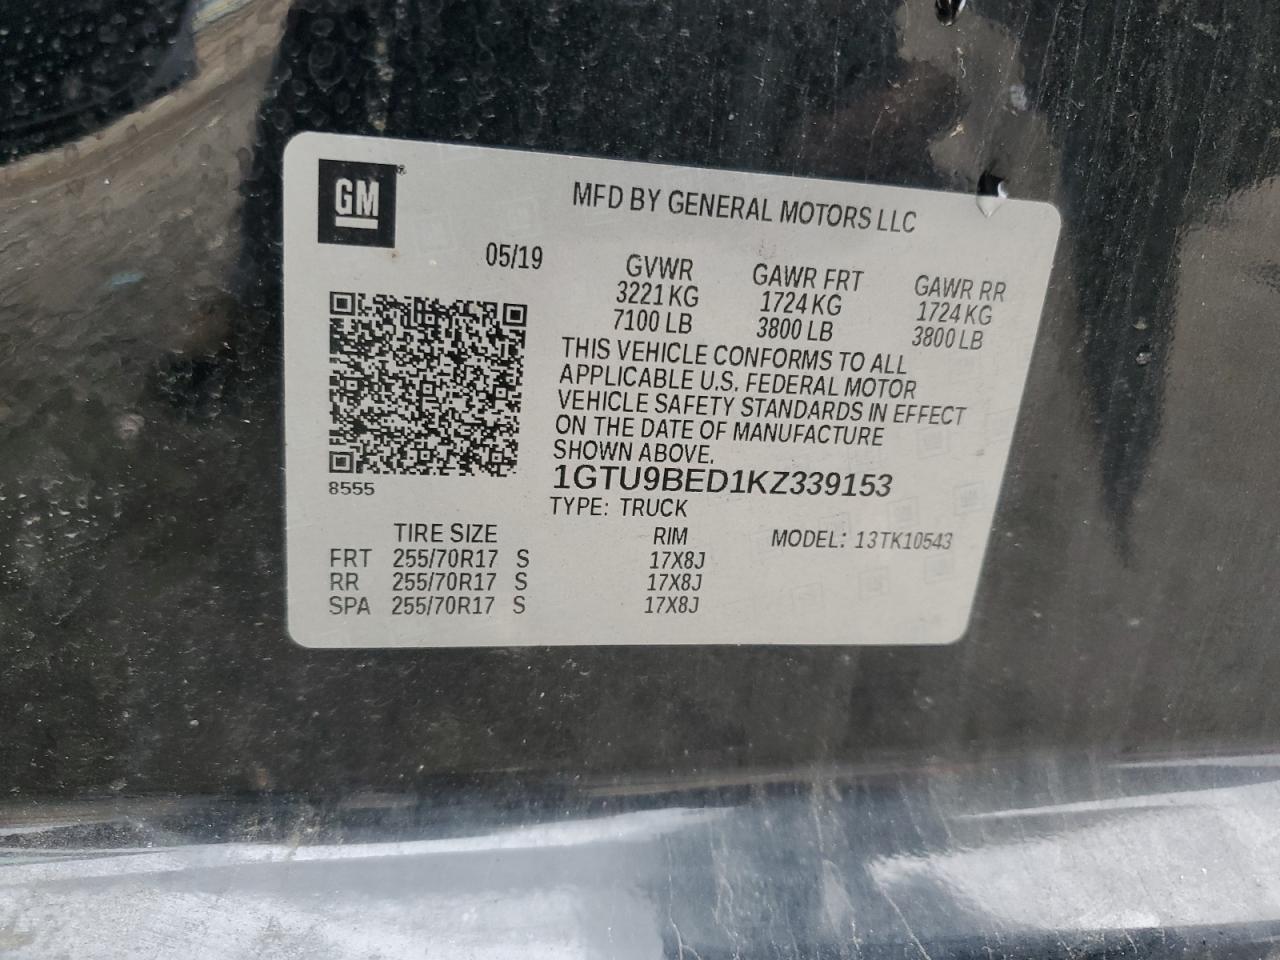 GM
MFD BY GENERAL MOTORS LLC
05/19
GVWR GAWR FRT GAWR RR
3221 KG 1724 KG 1724 KG
7100 LB 3800 LB 3800 LB
THIS VEHICLE CONFORMS TO ALL
APPLICABLE U.S. FEDERAL MOTOR
VEHICLE SAFETY STANDARDS IN EFFECT
ON THE DATE OF MANUFACTURE
SHOWN ABOVE.
8555
1GTU9BED1KZ339153
TYPE: TRUCK
TIRE SIZE RIM MODEL: 13TK10543
FRT 255/70R17 S 17X8J
RR 255/70R17 S 17X8J
SPA 255/70R17 S 17X8J